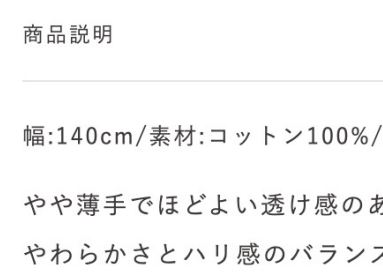 商品説明
幅:140cm/素材:コットン100%/
やや薄手でほどよい透け感のあ
やわらかさとハリ感のバランス